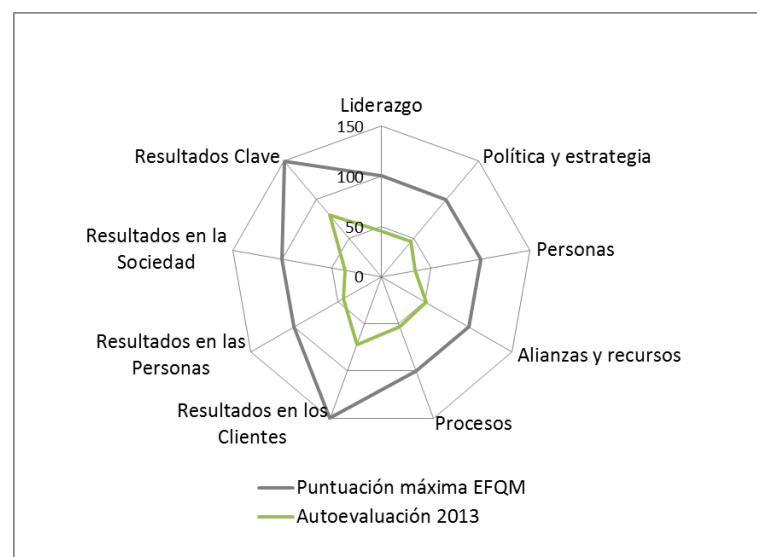 Liderazgo
150
Resultados Clave
Política y estrategia
100
50
Resultados en la
Sociedad
Personas
0
Resultados en las
Personas
Alianzas y recursos
Resultados en los
Clientes
Procesos
Puntuación máxima EFQM
Autoevaluación 2013